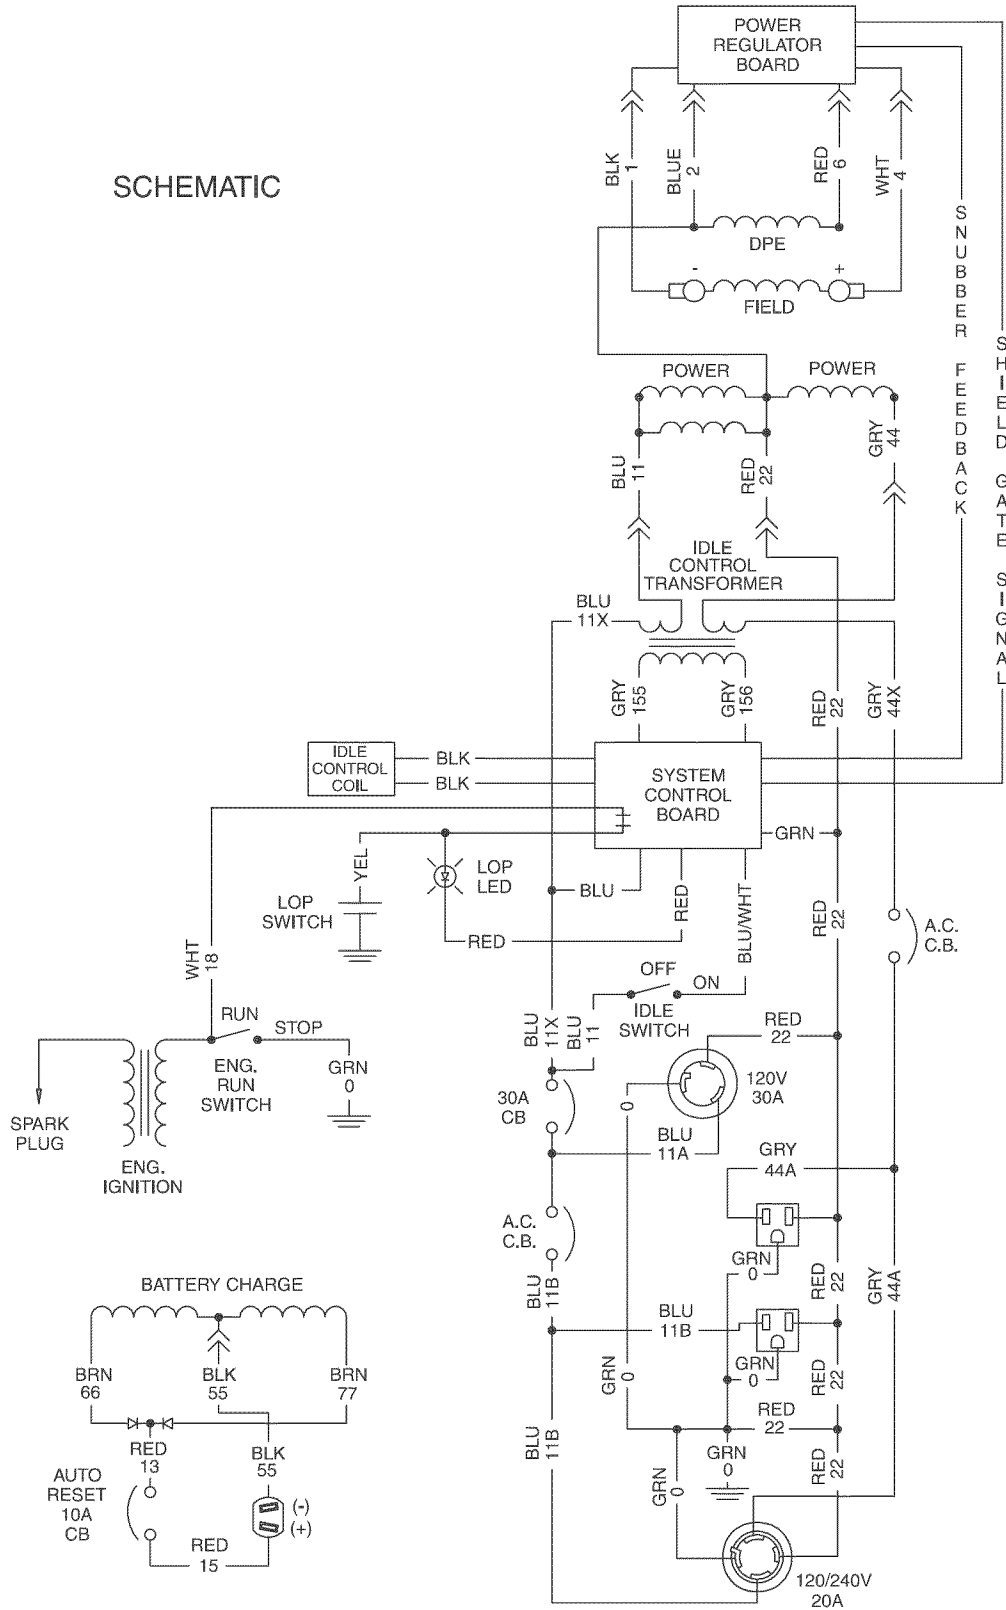 POWER
REGULATOR
BOARD
SCHEMATIC
BLK
1
BLUE
2
RED
6
WHT
4
DPE
-
+
FIELD
SNUBBER FEEDBACK
SHIELD GATE SIGNAL
POWER
POWER
BLU
11
RED
22
GRY
44
IDLE
CONTROL
TRANSFORMER
BLU
11X
GRY
155
GRY
156
RED
22
GRY
44X
IDLE
CONTROL
COIL
BLK
BLK
SYSTEM
CONTROL
BOARD
GRN
YEL
LOP
LED
BLU
RED
BLU/WHT
RED
22
LOP
SWITCH
RED
A.C.
C.B.
WHT
18
OFF
ON
IDLE
SWITCH
RUN
STOP
ENG.
RUN
SWITCH
GRN
0
BLU
11X
BLU
11
RED
22
120V
30A
30A
CB
0
SPARK
PLUG
ENG.
IGNITION
BLU
11A
GRY
44A
A.C.
C.B.
GRN
0
BLU
11B
RED
22
GRY
44A
BATTERY CHARGE
BLU
11B
GRN
0
BRN
66
BLK
55
BRN
77
GRN
0
RED
22
RED
22
RED
13
BLK
55
BLU
11B
GRN
0
GRN
0
RED
22
AUTO
RESET
10A
CB
(-)
(+)
RED
15
120/240V
20A